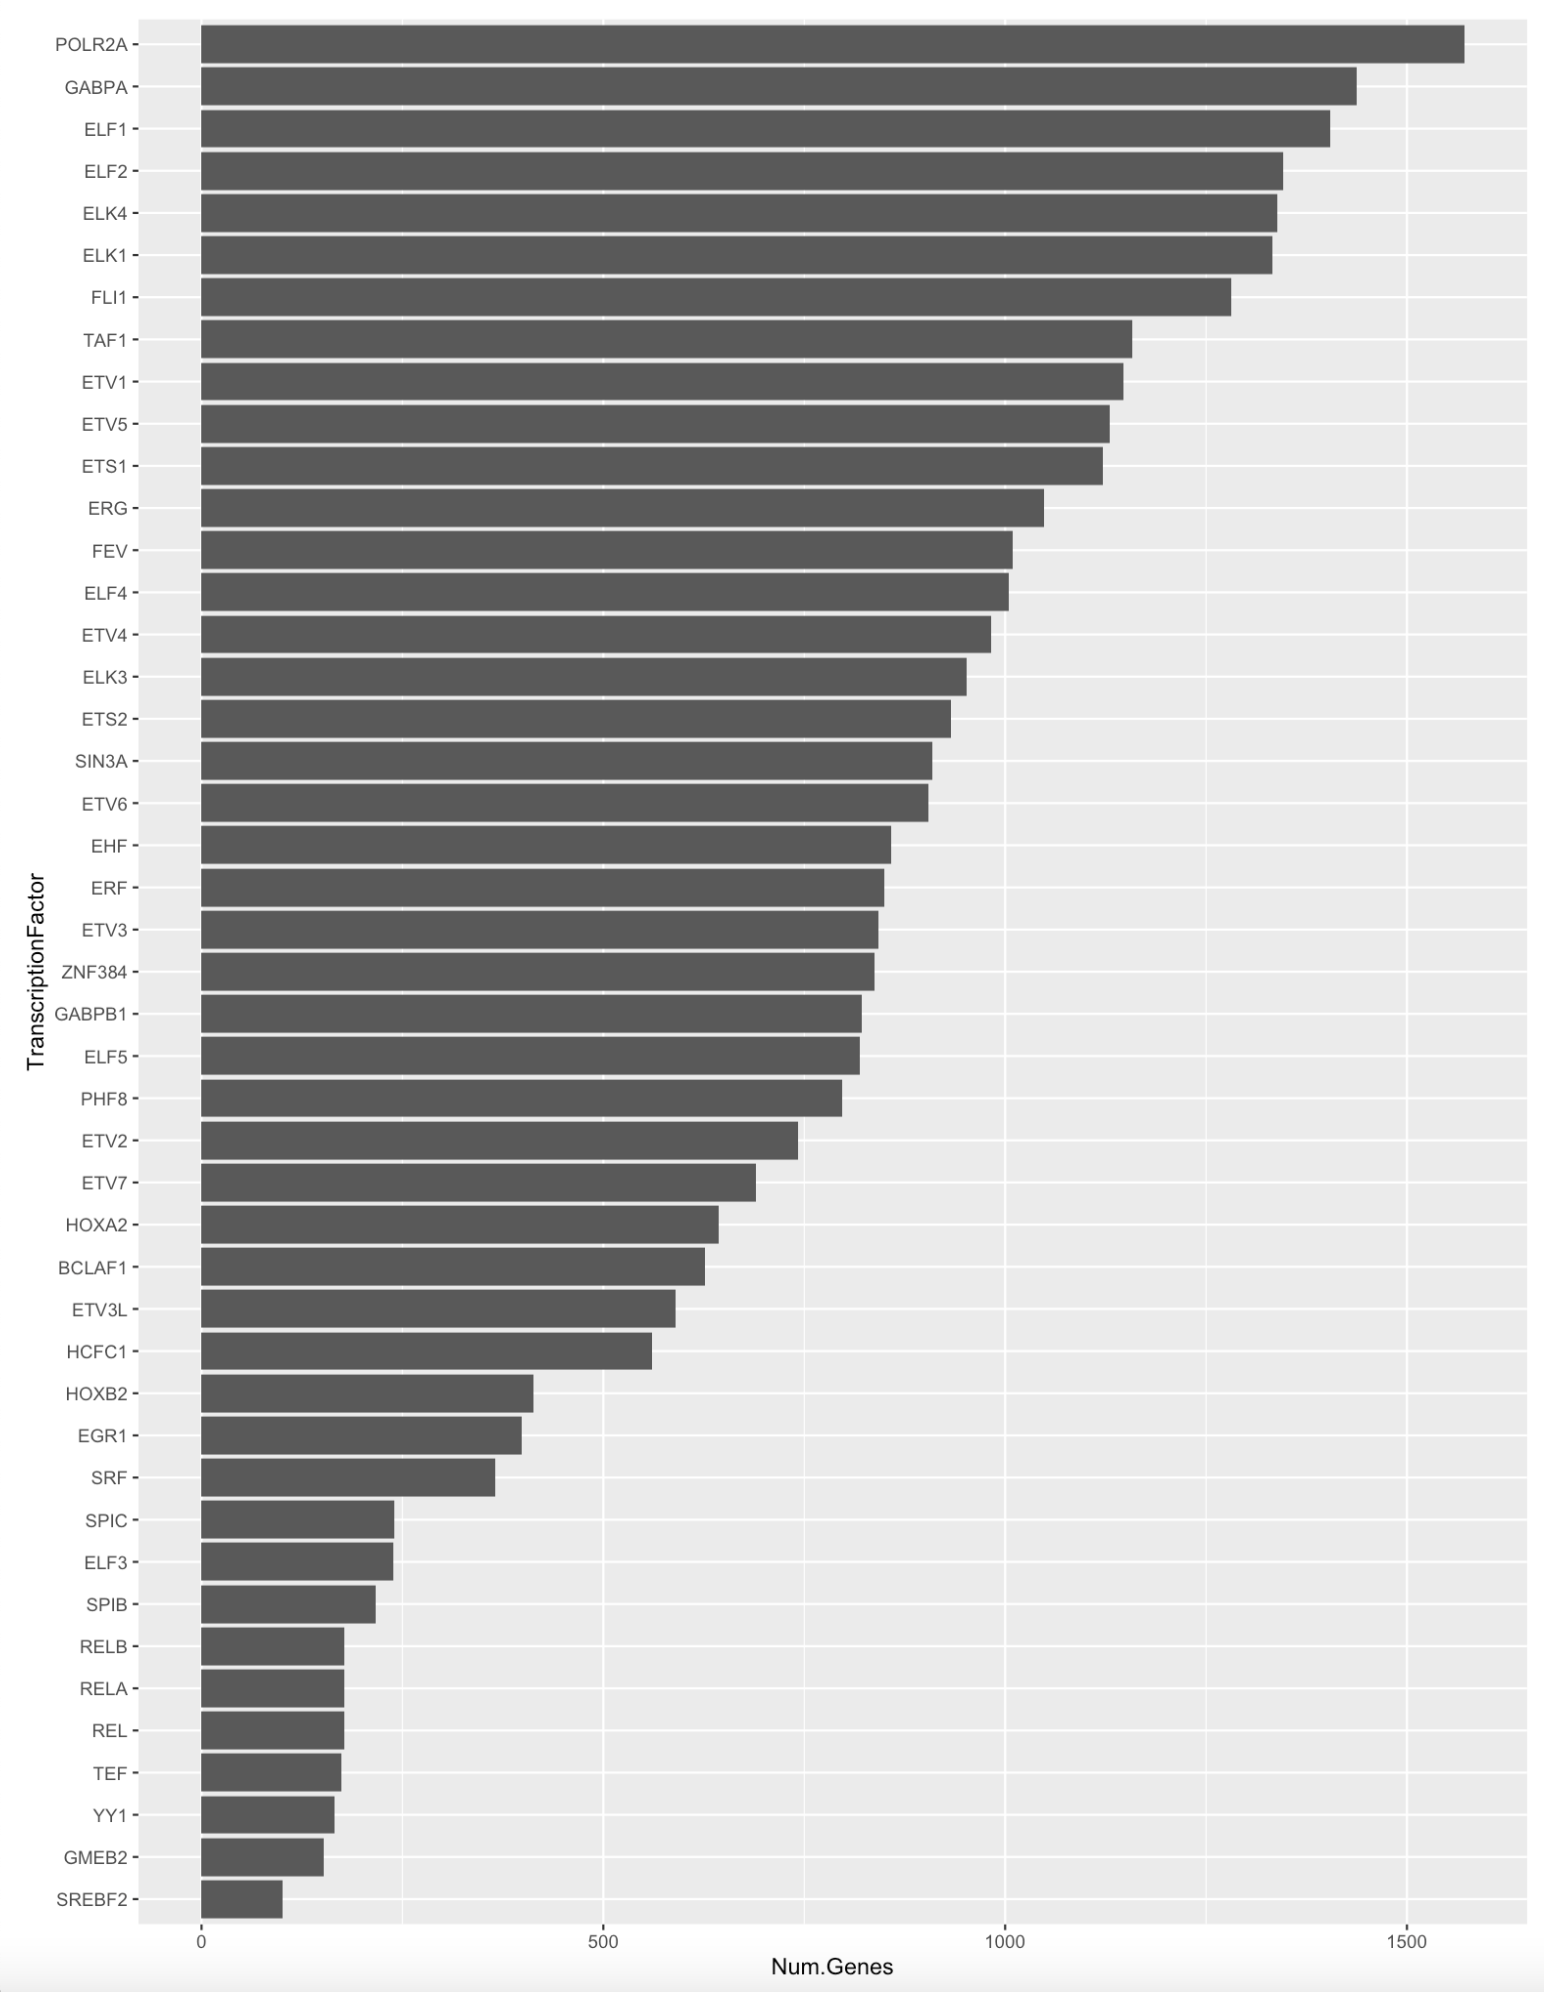 POLR2A
GABPA
ELF1
ELF2
ELK4
ELK1
FLI1
TAF1
ETV1
ETV5
ETS1
ERG
FEV
ELF4
ETV4
ELK3
ETS2
SIN3A
ETV6
EHF
ERF
ETV3
ZNF384
GABPB1
ELF5
PHF8
ETV2
ETV7
HOXA2
BCLAF1
ETV3L
HCFC1
HOXB2
EGR1
SRF
SPIC
ELF3
SPIB
RELB
RELA
REL
TEF
YY1
GMEB2
SREBF2
TranscriptionFactor
0 500 1000 1500
Num.Genes